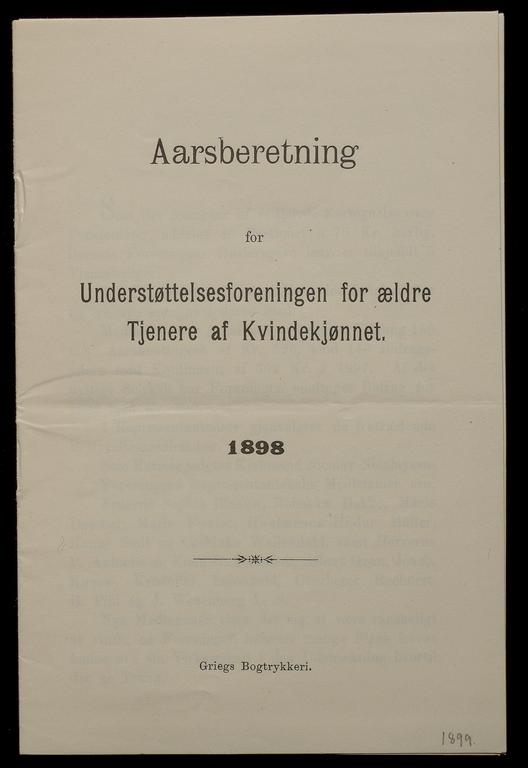 Aarsberetning
for
Understøttelsesforeningen for ældre
Tjenere af Kvindekjønnet.
1898
Griegs Bogtrykkeri.
1899.